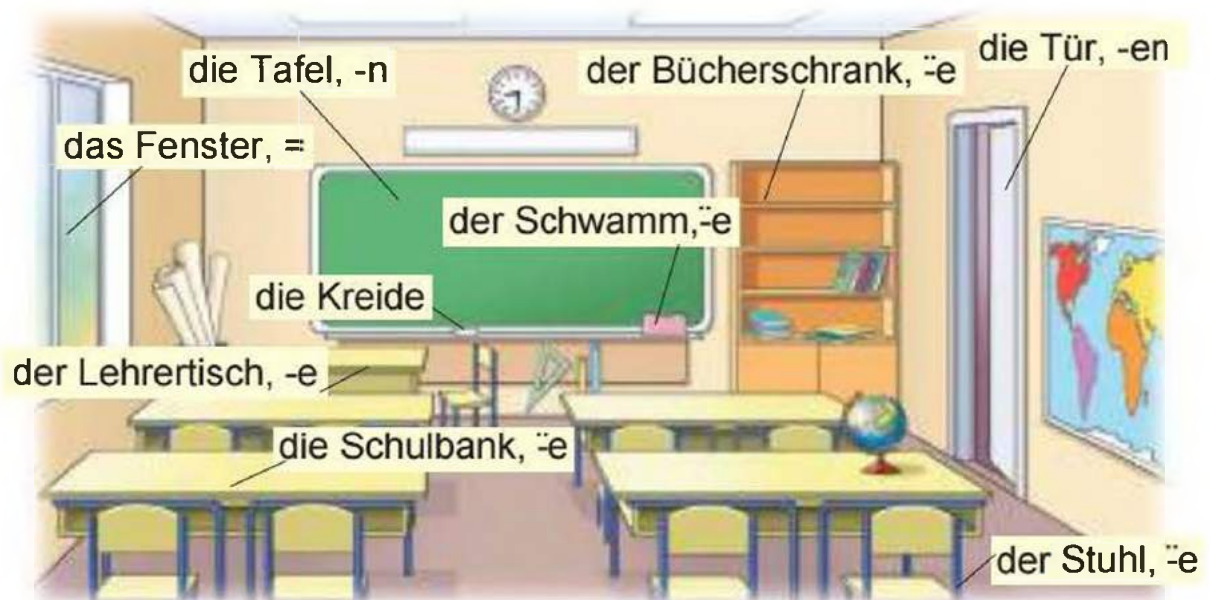 die Tafel, -n
der Bücherschrank, ¨-e
die Tür, -en
das Fenster, =
der Schwamm,¨-e
die Kreide
der Lehrertisch, -e
die Schulbank, ¨-e
der Stuhl, ¨-e